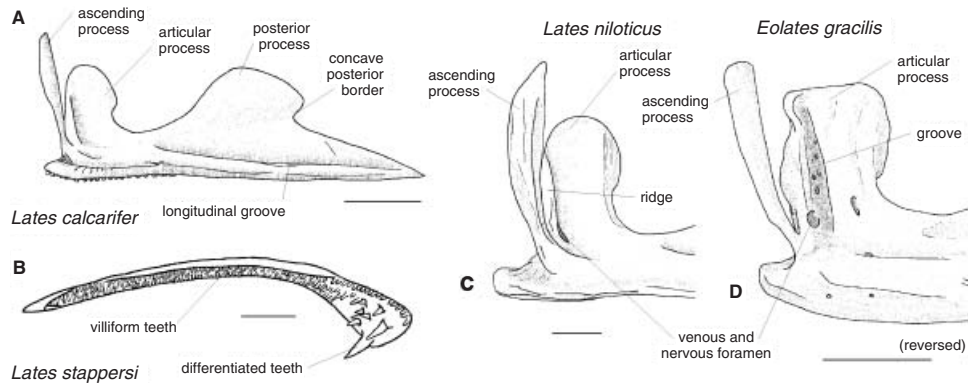 A
ascending
process
articular
process
posterior
process
concave
posterior
border
longitudinal groove
Lates calcarifer
B
villiform teeth
differentiated teeth
Lates stappersi
Lates niloticus
articular
process
ascending
process
ridge
C
venous and
nervous foramen
Eolates gracilis
articular
process
ascending
process
groove
D
(reversed)